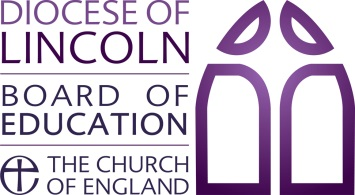 DIOCESE OF
LINCOLN
BOARD OF
EDUCATION
THE CHURCH
OF ENGLAND